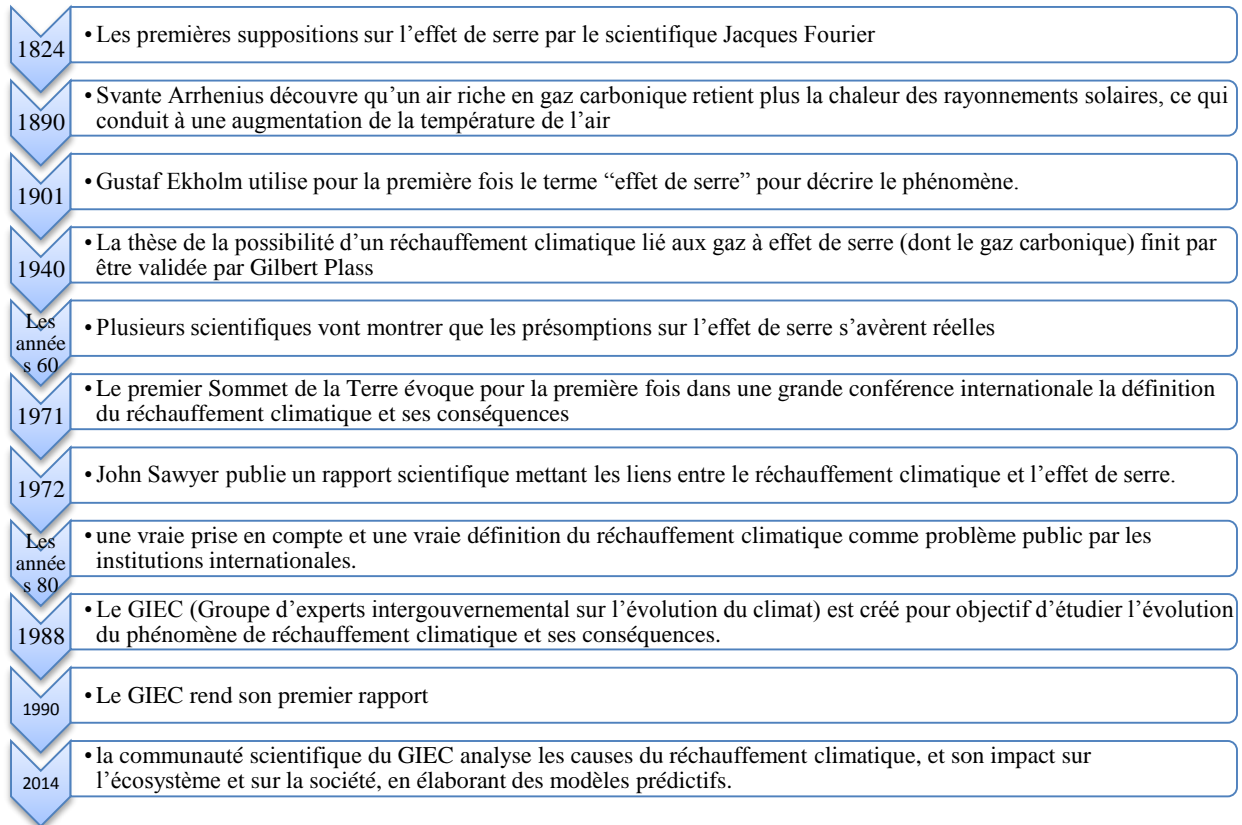 1824
• Les premières suppositions sur l’effet de serre par le scientifique Jacques Fourier
1890
• Svante Arrhenius découvre qu’un air riche en gaz carbonique retient plus la chaleur des rayonnements solaires, ce qui
conduit à une augmentation de la température de l’air
1901
• Gustaf Ekholm utilise pour la première fois le terme “effet de serre” pour décrire le phénomène.
1940
• La thèse de la possibilité d’un réchauffement climatique lié aux gaz à effet de serre (dont le gaz carbonique) finit par
être validée par Gilbert Plass
Les
année
s 60
• Plusieurs scientifiques vont montrer que les présomptions sur l’effet de serre s’avèrent réelles
1971
• Le premier Sommet de la Terre évoque pour la première fois dans une grande conférence internationale la définition
du réchauffement climatique et ses conséquences
1972
• John Sawyer publie un rapport scientifique mettant les liens entre le réchauffement climatique et l’effet de serre.
Les
année
s 80
• une vraie prise en compte et une vraie définition du réchauffement climatique comme problème public par les
institutions internationales.
1988
• Le GIEC (Groupe d’experts intergouvernemental sur l’évolution du climat) est créé pour objectif d’étudier l’évolution
du phénomène de réchauffement climatique et ses conséquences.
1990
• Le GIEC rend son premier rapport
2014
• la communauté scientifique du GIEC analyse les causes du réchauffement climatique, et son impact sur
l’écosystème et sur la société, en élaborant des modèles prédictifs.